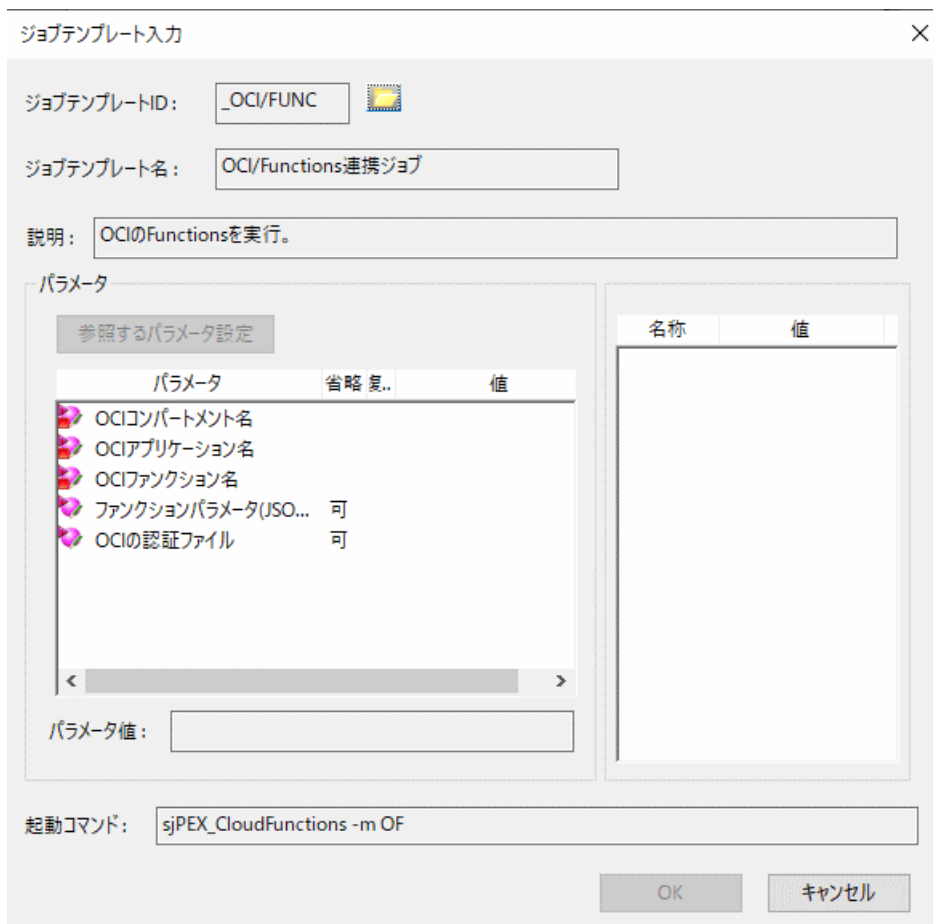 ジョブテンプレート入力
ジョブテンプレートID： _OCI/FUNC
ジョブテンプレート名： OCI/Functions連携ジョブ
説明： OCIのFunctionsを実行。
パラメータ
参照するパラメータ設定
パラメータ 省略 复.. 値
OCIコンパートメント名
OCIアプリケーション名
OCIファンクション名
ファンクションパラメータ(JSO... 可
OCIの認証ファイル 可
名称 値
パラメータ値：
起動コマンド： sjPEX_CloudFunctions -m OF
OK キャンセル